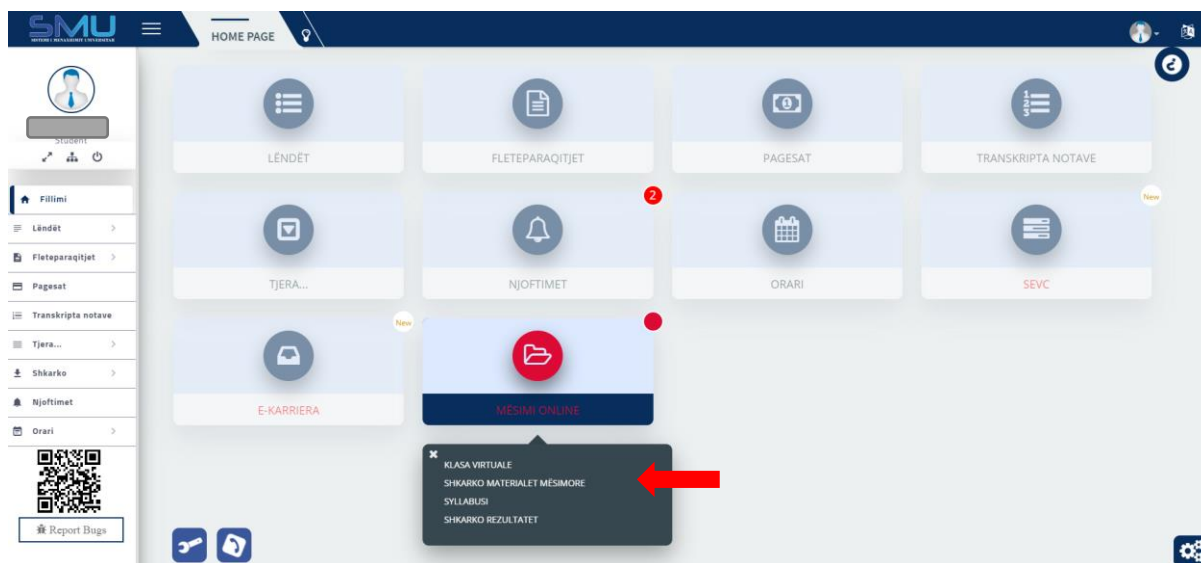 SMU
HOME PAGE
Student
Fillimi
Lëndët
Fleteparaqitjet
Pagesat
Transkripta notave
Tjera...
Shkarko
Njoftimet
Orari
Report Bugs
LËNDËT
FLETEPARAQITJET
PAGESAT
TRANSKRIPTA NOTAVE
2
New
TJERA...
NJOFTIMET
ORARI
SEVC
New
E-KARRIERA
MËSIMI ONLINE
KLASA VIRTUALE
SHKARKO MATERIALET MËSIMORE
SYLLABUSI
SHKARKO REZULTATET